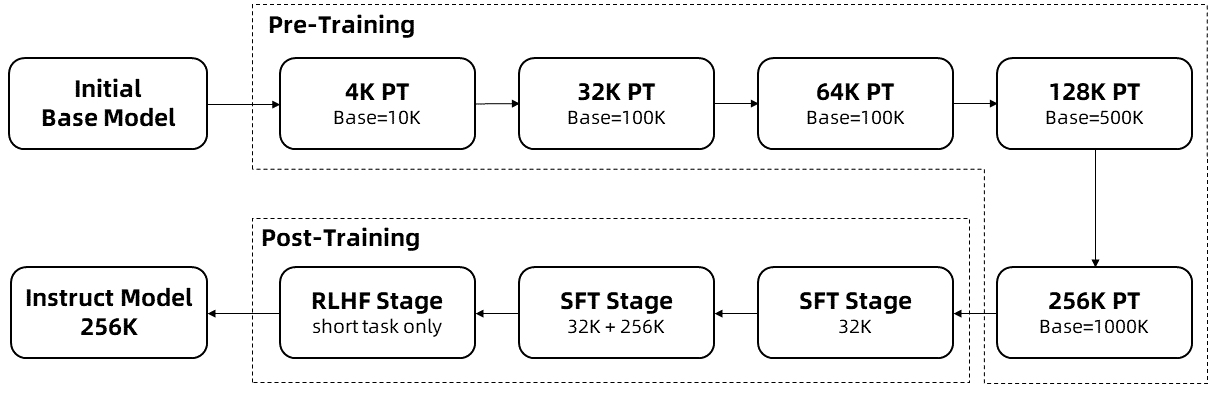 Pre-Training
Initial
Base Model
4K PT
Base=10K
32K PT
Base=100K
64K PT
Base=100K
128K PT
Base=500K
256K PT
Base=1000K
Post-Training
SFT Stage
32K
SFT Stage
32K + 256K
RLHF Stage
short task only
Instruct Model
256K